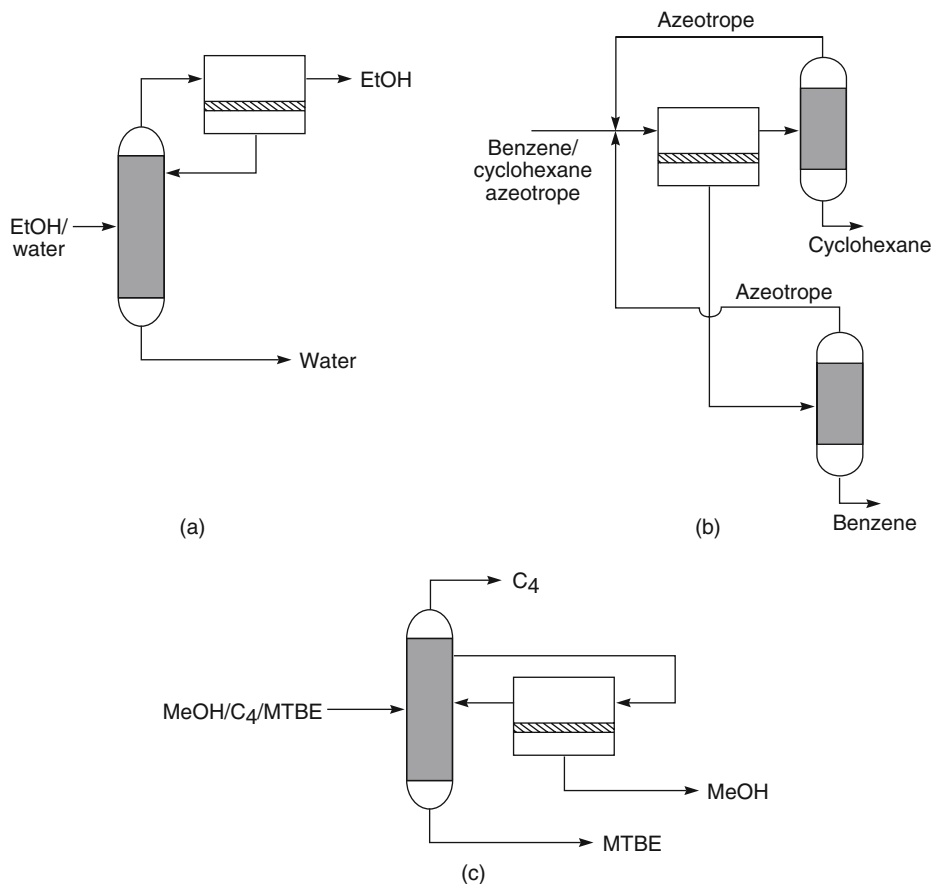 EtOH
EtOH/
water
Water
(a)
Azeotrope
Benzene/
cyclohexane
azeotrope
Cyclohexane
Azeotrope
Benzene
(b)
C4
MeOH/C4/MTBE
MeOH
MTBE
(c)